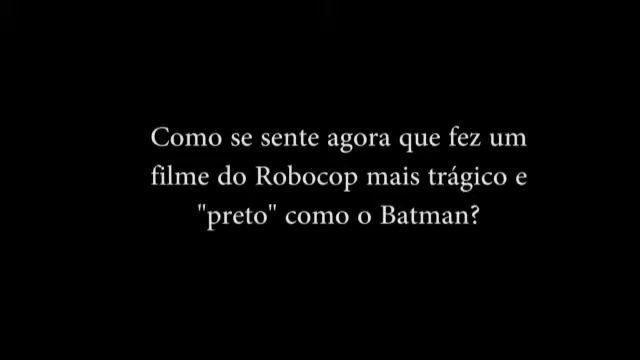 Como se sente agora que fez um
filme do Robocop mais trágico e
"preto" como o Batman?